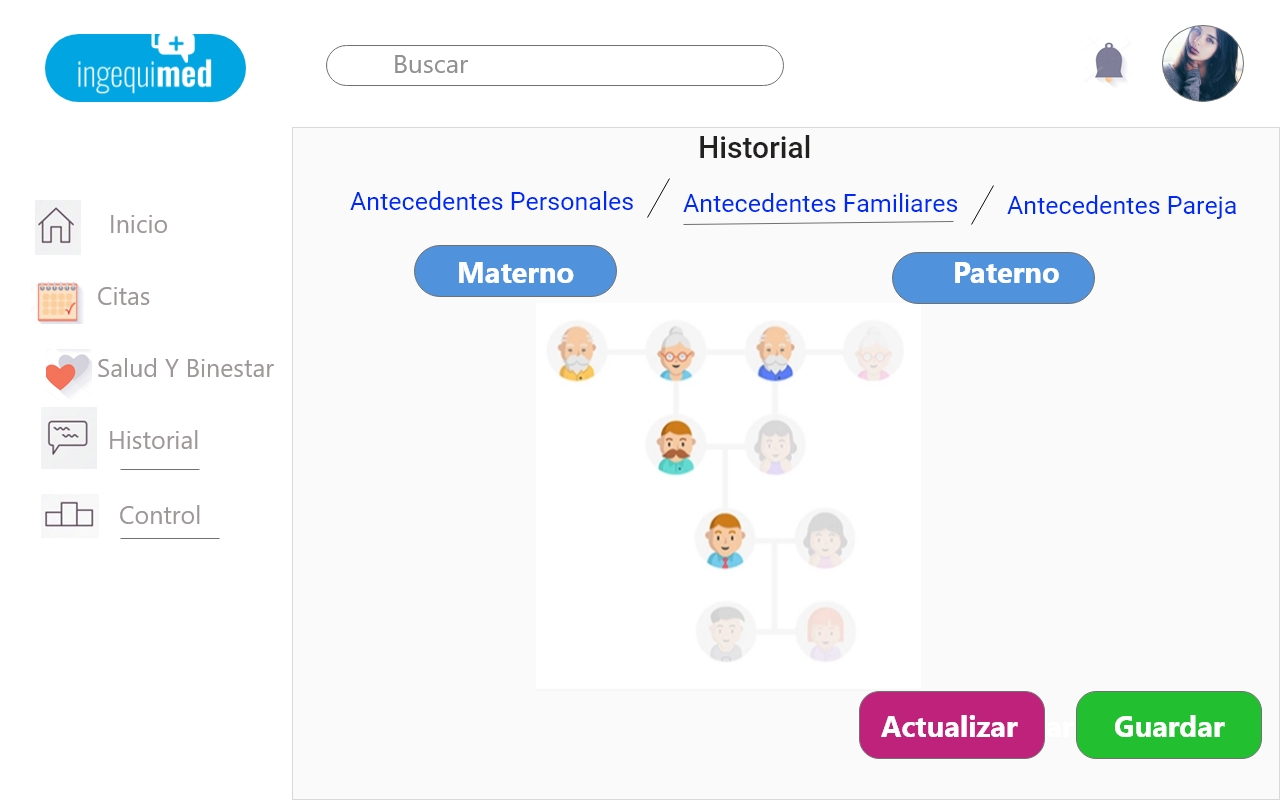 ingequimed
Buscar
Historial
Antecedentes Personales
Antecedentes Familiares
Antecedentes Pareja
Materno
Paterno
Inicio
Citas
Salud Y Binestar
Historial
Control
Actualizar
ar
Guardar